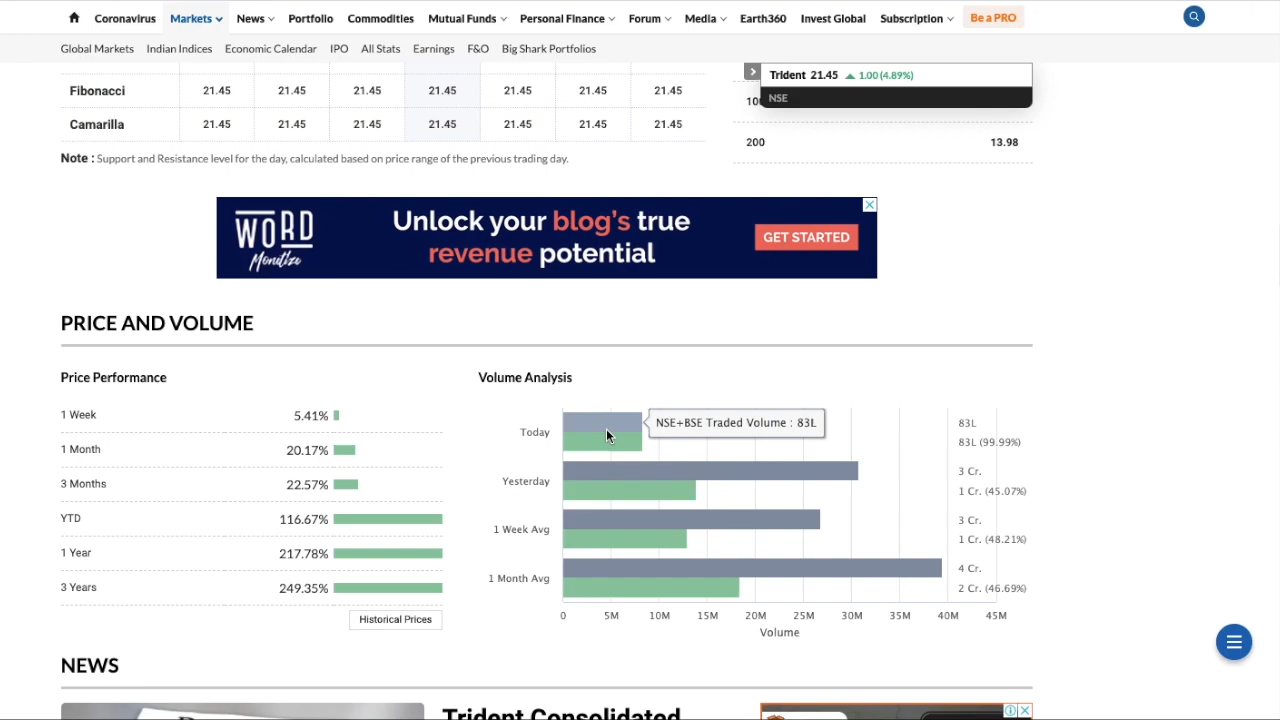 Coronavirus Markets News Portfolio Commodities Mutual Funds Personal Finance Forum Media Earth360 Invest Global Subscription Be a PRO
Global Markets Indian Indices Economic Calendar IPO All Stats Earnings F&O Big Shark Portfolios
Trident 21.45 1.00 (4.89%)
NSE
Fibonacci 21.45 21.45 21.45 21.45 21.45 21.45 21.45
Camarilla 21.45 21.45 21.45 21.45 21.45 21.45 21.45
200 13.98
Note : Support and Resistance level for the day, calculated based on price range of the previous trading day.
WORD
Monetize
Unlock your blog's true
revenue potential
GET STARTED
PRICE AND VOLUME
Price Performance
1 Week 5.41%
1 Month 20.17%
3 Months 22.57%
YTD 116.67%
1 Year 217.78%
3 Years 249.35%
Historical Prices
Volume Analysis
NSE+BSE Traded Volume : 83L
Today
83L
83L (99.99%)
Yesterday
3 Cr.
1 Cr. (45.07%)
1 Week Avg
3 Cr.
1 Cr. (48.21%)
1 Month Avg
4 Cr.
2 Cr. (46.69%)
0 5M 10M 15M 20M 25M 30M 35M 40M 45M
Volume
NEWS
Trident Consolidated